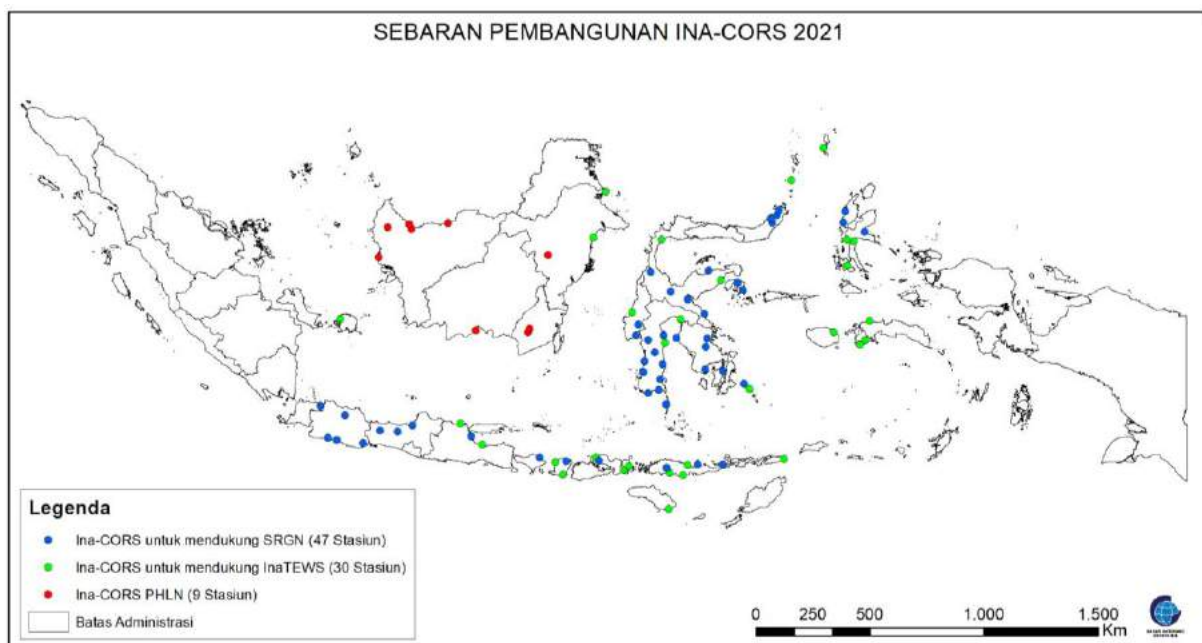 SEBARAN PEMBANGUNAN INA-CORS 2021
Legenda
Ina-CORS untuk mendukung SRGN (47 Stasiun)
Ina-CORS untuk mendukung InaTEWS (30 Stasiun)
Ina-CORS PHLN (9 Stasiun)
Batas Administrasi
0 250 500 1.000 1.500
Km